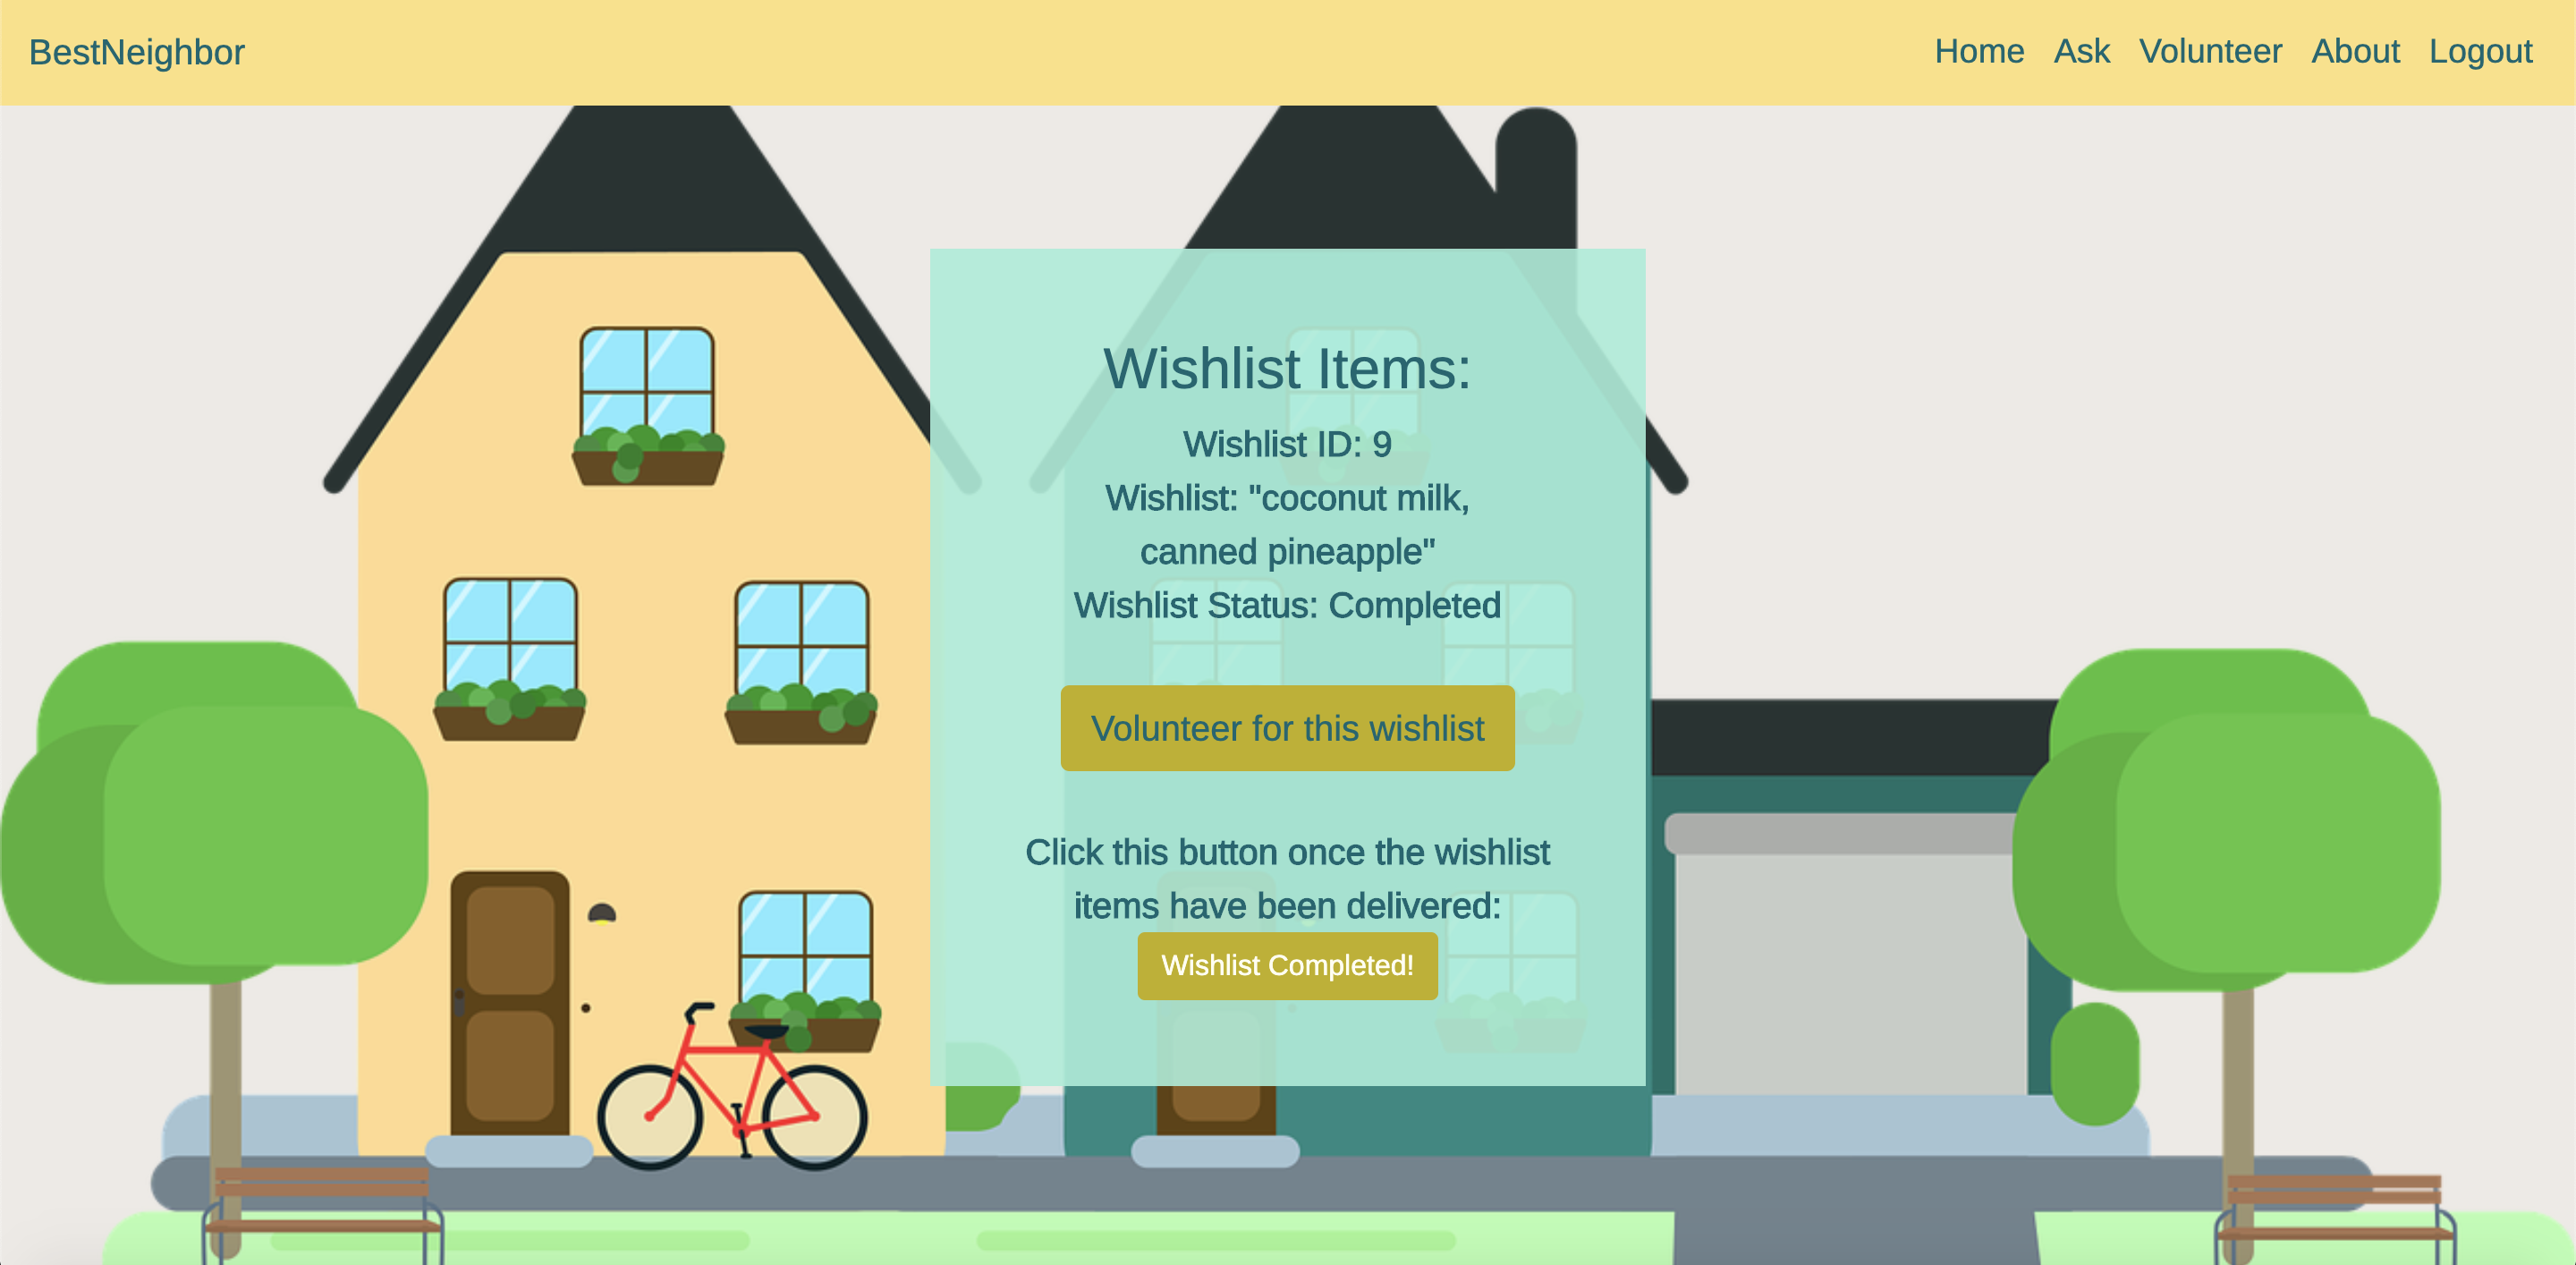 BestNeighbor
Home Ask Volunteer About Logout
Wishlist Items:
Wishlist ID: 9
Wishlist: "coconut milk,
canned pineapple"
Wishlist Status: Completed
Volunteer for this wishlist
Click this button once the wishlist
items have been delivered:
Wishlist Completed!